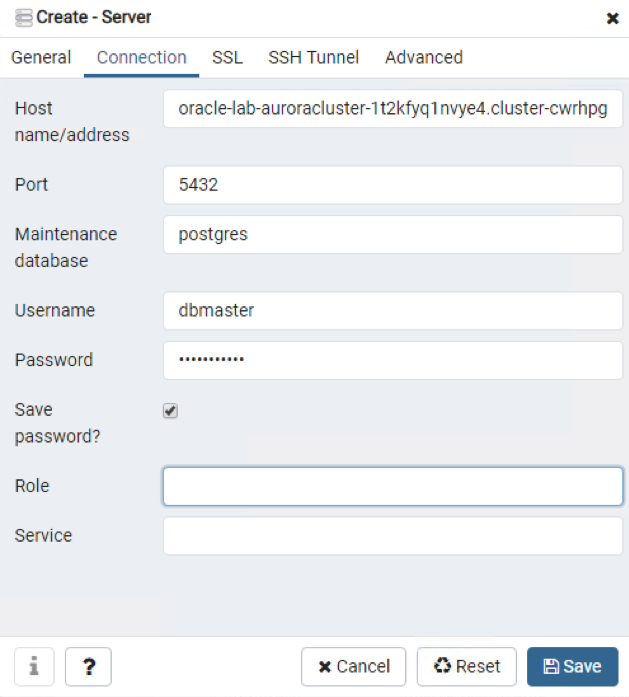 Create - Server
General Connection SSL SSH Tunnel Advanced
Host
name/address
oracle-lab-auroracluster-1t2kfyq1nvye4.cluster-cwrhpg
Port
5432
Maintenance
database
postgres
Username
dbmaster
Password
•••••••••••
Save
password?
Role
Service
i ? Cancel Reset Save